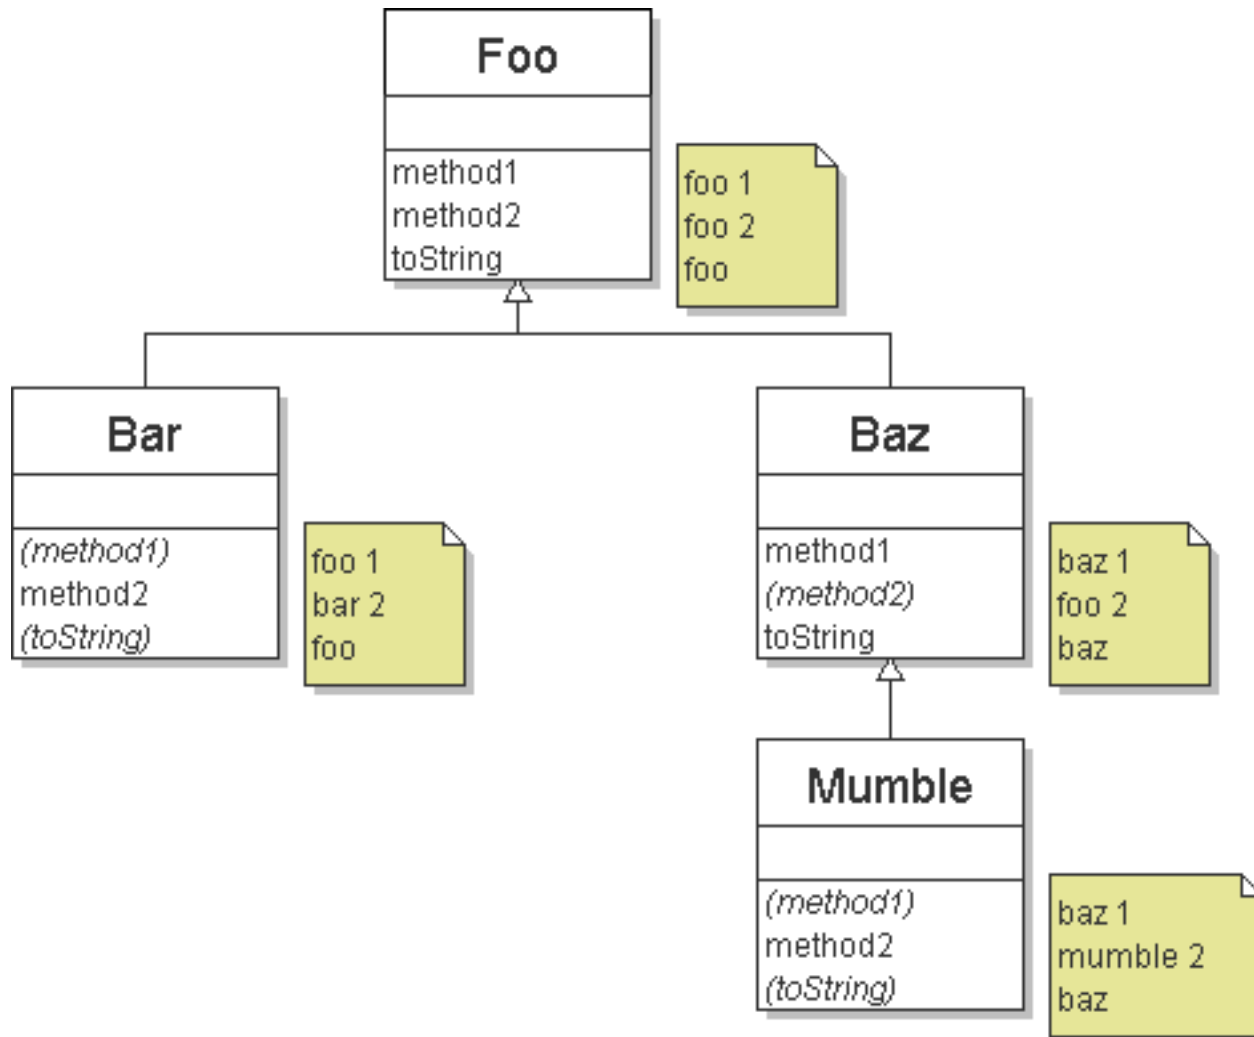 Foo
method1
method2
toString
foo 1
foo 2
foo
Bar
(method1)
method2
(toString)
foo 1
bar 2
foo
Baz
method1
(method2)
toString
baz 1
foo 2
baz
Mumble
(method1)
method2
(toString)
baz 1
mumble 2
baz